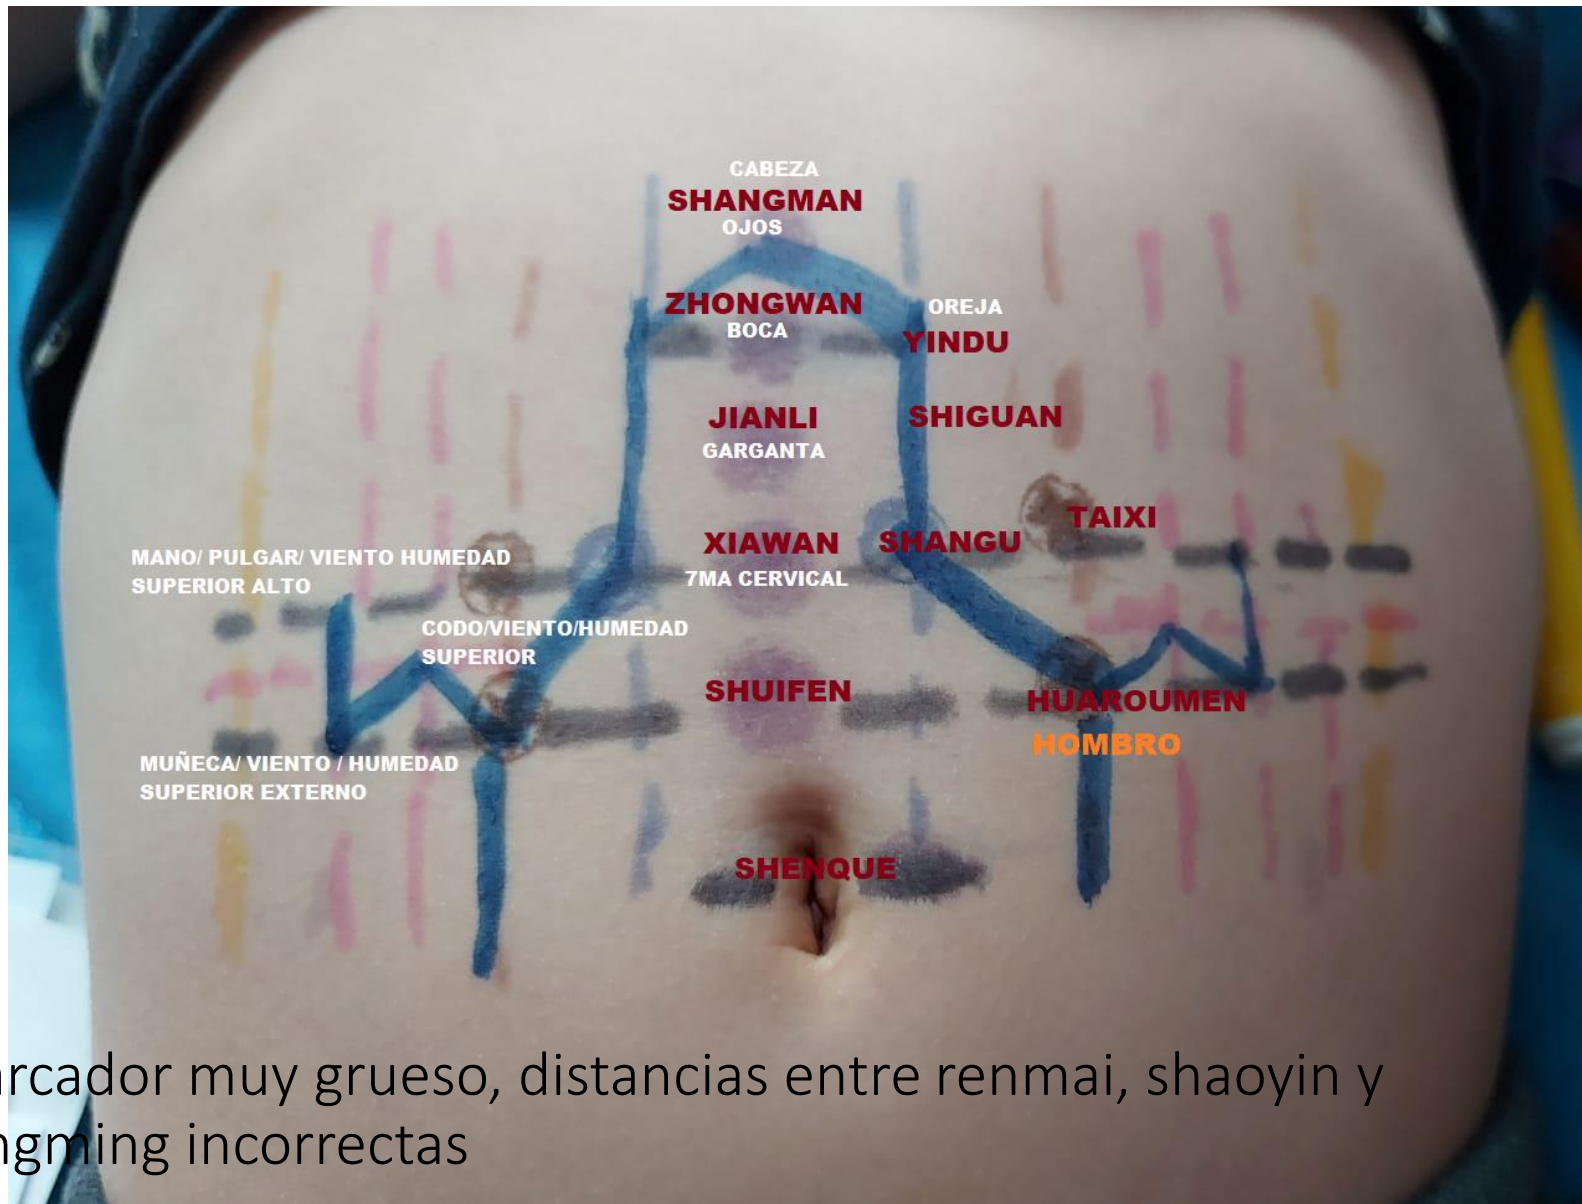 CABEZA
SHANGMAN
OJOS
ZHONGWAN
OREJA
BOCA
YINDU
JIANLI
SHIGUAN
GARGANTA
TAIXI
XIAWAN
SHANGU
MANO/ PULGAR/ VIENTO HUMEDAD
SUPERIOR ALTO
7MA CERVICAL
CODO/VIENTO/HUMEDAD
SUPERIOR
SHUIFEN
HUAROUMEN
HOMBRO
MUÑECA/ VIENTO / HUMEDAD
SUPERIOR EXTERNO
SHENQUE
arcador muy grueso, distancias entre renmai, shaoyin y
ngming incorrectas